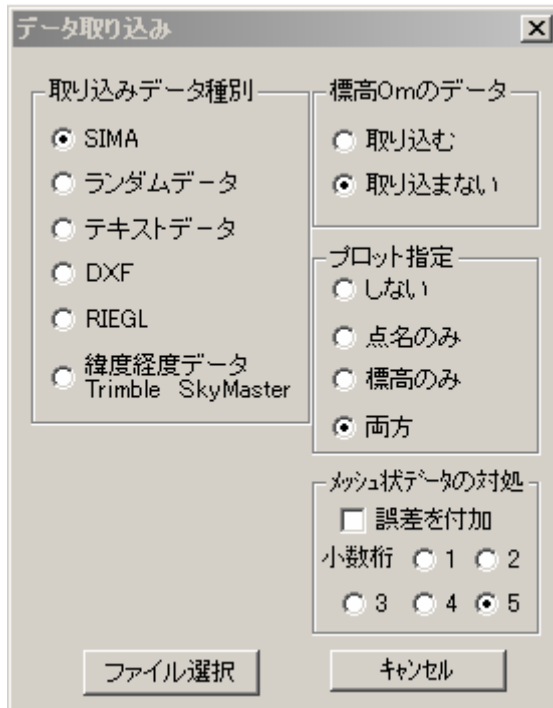 データ取り込み
取り込みデータ種別
SIMA
ランダムデータ
テキストデータ
DXF
RIEGL
緯度経度データ
Trimble SkyMaster
標高0mのデータ
取り込む
取り込まない
プロット指定
しない
点名のみ
標高のみ
両方
メッシュ状データの対処
誤差を付加
小数桁 1 2
3 4 5
ファイル選択
キャンセル